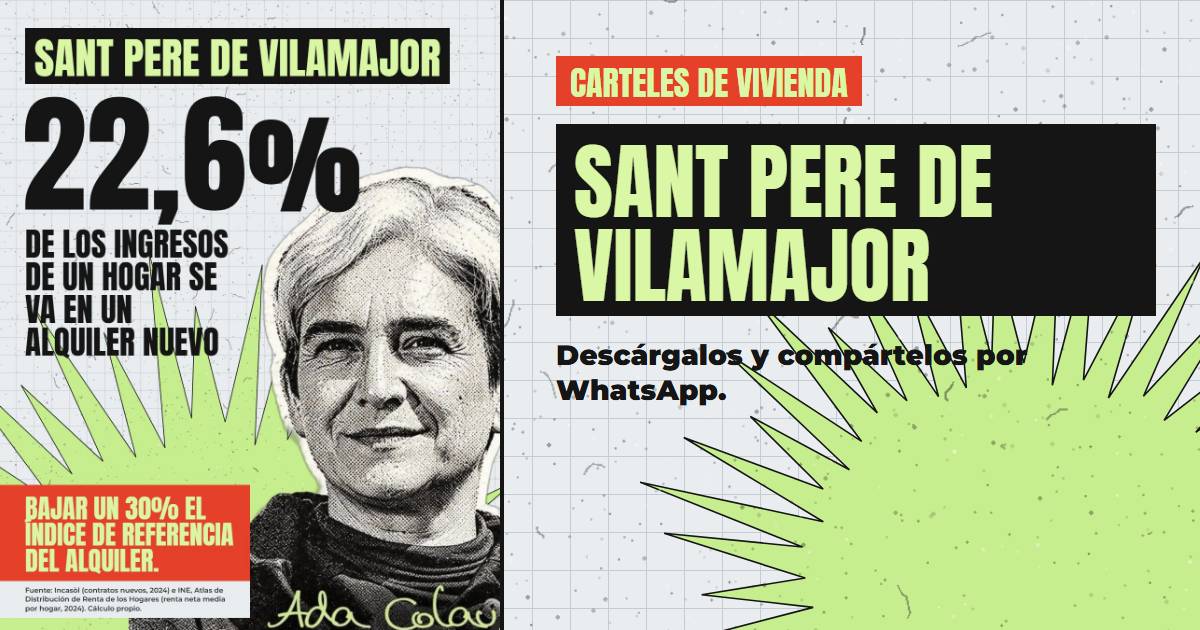 SANT PERE DE VILAMAJOR
22,6%
DE LOS INGRESOS
DE UN HOGAR SE
VA EN UN
ALQUILER NUEVO
BAJAR UN 30% EL
ÍNDICE DE REFERENCIA
DEL ALQUILER.
Fuente: Incasòl (contratos nuevos, 2024) e INE, Atlas de
Distribución de Renta de los Hogares (renta neta media
por hogar, 2024). Cálculo propio.
Ada Colau
CARTELES DE VIVIENDA
SANT PERE DE
VILAMAJOR
Descárgalos y compártelos por
WhatsApp.